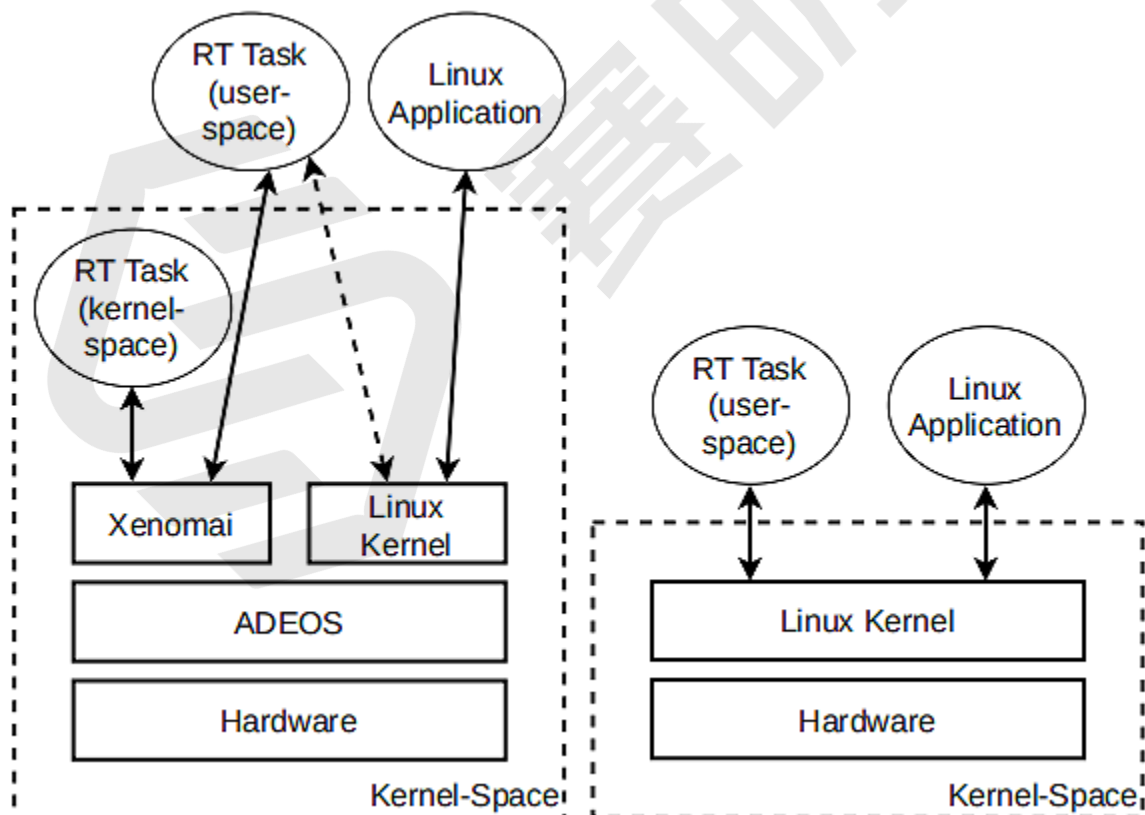 RT Task
(user-
space)
Linux
Application
RT Task
(kernel-
space)
Xenomai
Linux
Kernel
ADEOS
Hardware
Kernel-Space
RT Task
(user-
space)
Linux
Application
Linux Kernel
Hardware
Kernel-Space